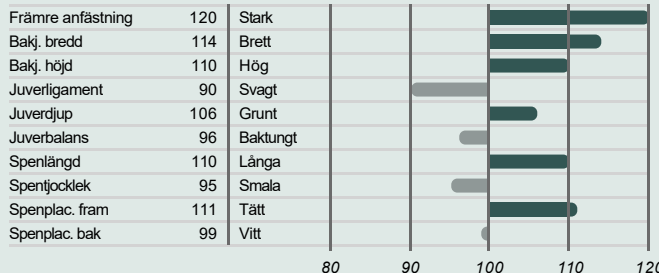 Främre anfästning 120 Stark
Bakj. bredd 114 Brett
Bakj. höjd 110 Hög
Juverligament 90 Svagt
Juverdjup 106 Grunt
Juverbalans 96 Baktungt
Spenlängd 110 Långa
Spentjocklek 95 Smala
Spenplac. fram 111 Tätt
Spenplac. bak 99 Vitt
80 90 100 110 120